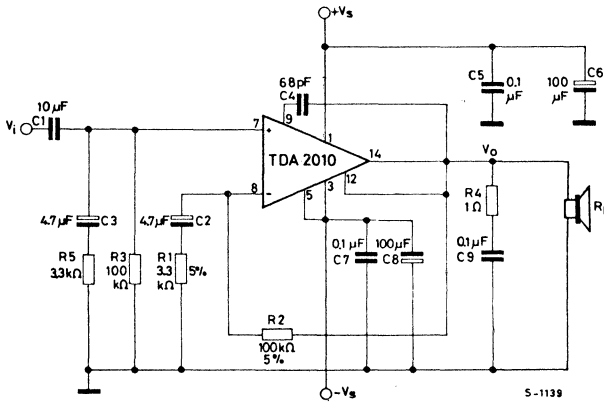 +Vs
68pF
C4
C5
0.1
µF
C6
100
µF
10µF
C1
Vi
7
+
9
1
TDA 2010
14
12
8
-
5
3
Vo
R4
1Ω
4.7µF
C3
4.7µF
C2
0.1µF
C7
100µF
C8
0.1µF
C9
R5
3.3kΩ
R3
100
kΩ
R1
3.3
kΩ
5%
R2
100kΩ
5%
-Vs
S-1139